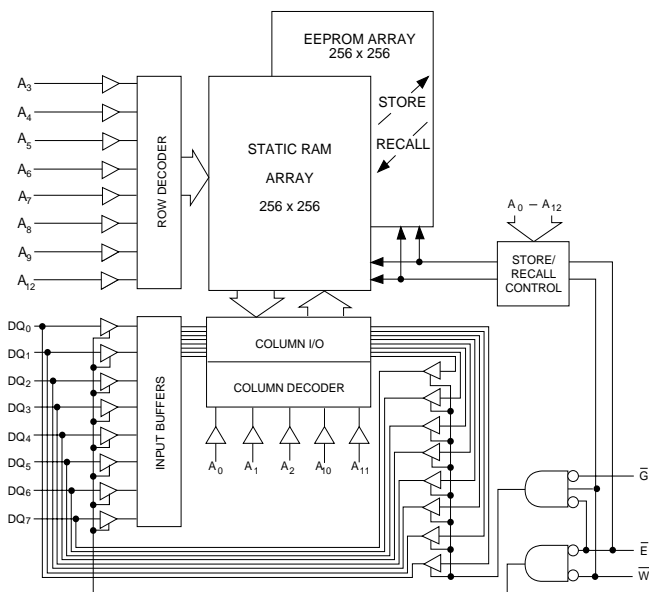 EEPROM ARRAY
256 x 256
STORE
RECALL
STATIC RAM
ARRAY
256 x 256
A3
A4
A5
A6
A7
A8
A9
A12
ROW DECODER
A0 – A12
STORE/
RECALL
CONTROL
DQ0
DQ1
DQ2
DQ3
DQ4
DQ5
DQ6
DQ7
INPUT BUFFERS
COLUMN I/O
COLUMN DECODER
A0 A1 A2 A10 A11
G̅
E̅
W̅